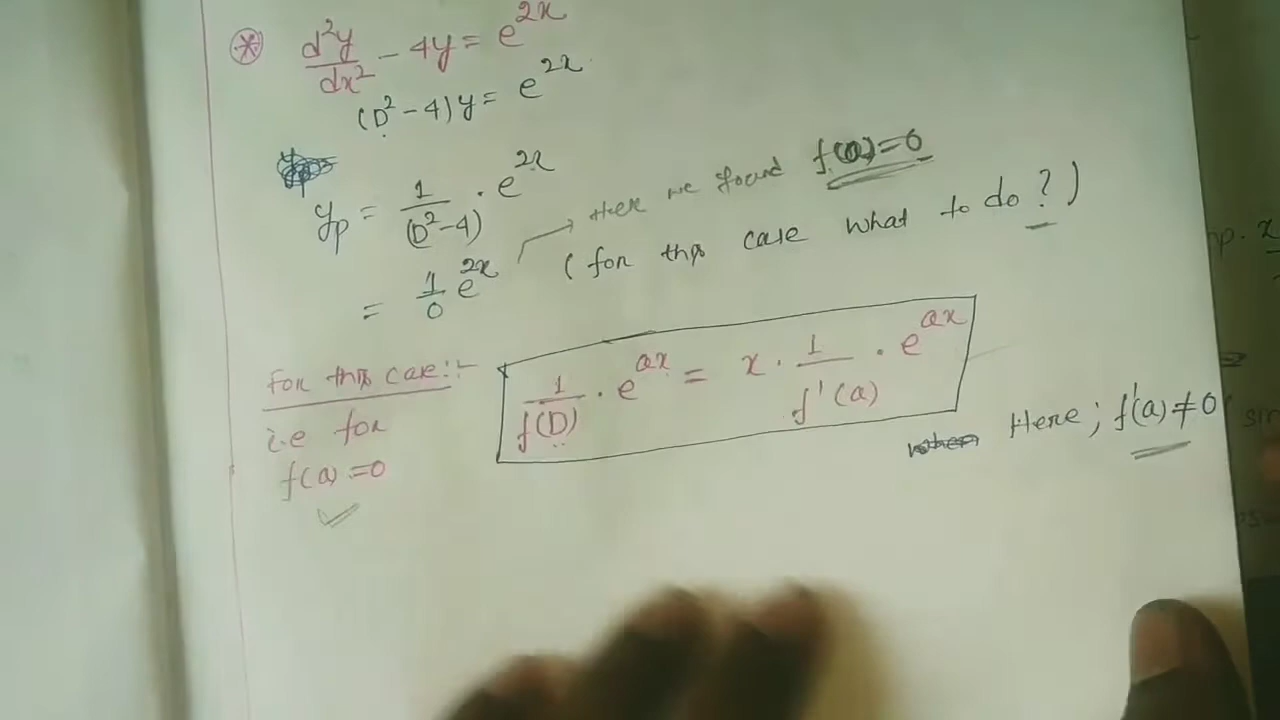 ⊛ d²y/dx² - 4y = e^{2x}
(D² - 4) y = e^{2x}
y_p = 1/(D² - 4) · e^{2x}
= 1/0 e^{2x} → Here we found f(a) = 0
(for this case what to do ?)
For this case:-
i.e for
f(a) = 0 ✓
1/f(D) · e^{ax} = x · 1/f'(a) · e^{ax}
Here; f'(a) ≠ 0